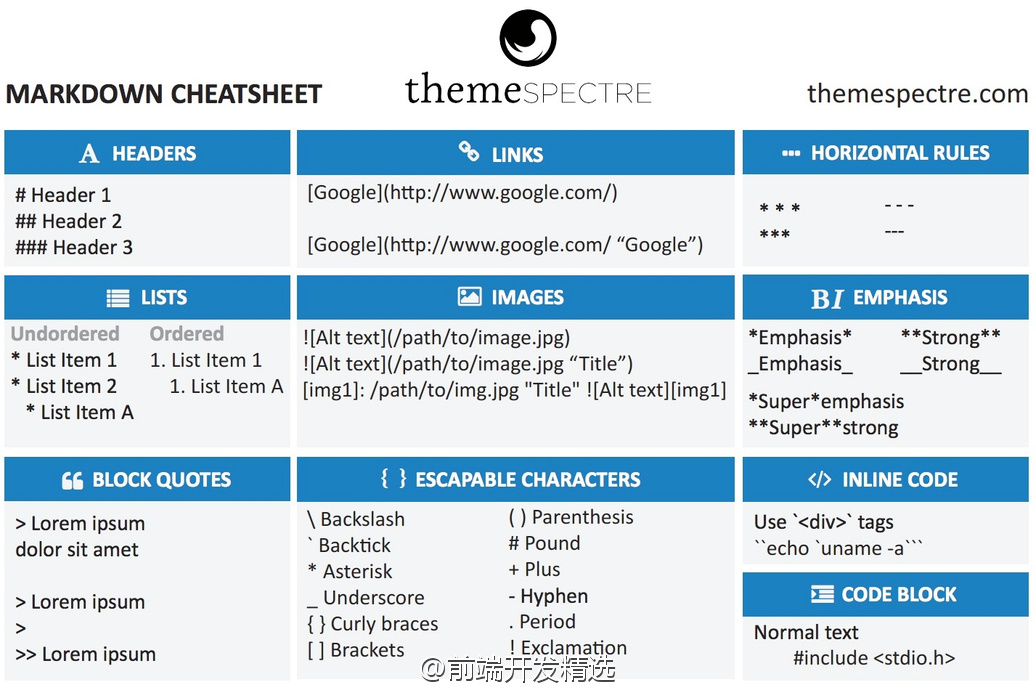 MARKDOWN CHEATSHEET
themeSPECTRE
themespectre.com
HEADERS
# Header 1
## Header 2
### Header 3
LINKS
[Google](http://www.google.com/)
[Google](http://www.google.com/ “Google”)
HORIZONTAL RULES
* * *
- - -
***
---
LISTS
Undordered
* List Item 1
* List Item 2
* List Item A
Ordered
1. List Item 1
1. List Item A
IMAGES
![Alt text](/path/to/image.jpg)
![Alt text](/path/to/image.jpg “Title”)
[img1]: /path/to/img.jpg "Title" ![Alt text][img1]
BI EMPHASIS
*Emphasis*
_Emphasis_
**Strong**
__Strong__
*Super*emphasis
**Super**strong
BLOCK QUOTES
> Lorem ipsum
dolor sit amet
> Lorem ipsum
>
>> Lorem ipsum
{ } ESCAPABLE CHARACTERS
\ Backslash
` Backtick
* Asterisk
_ Underscore
{ } Curly braces
[ ] Brackets
( ) Parenthesis
# Pound
+ Plus
- Hyphen
. Period
! Exclamation
</> INLINE CODE
Use `<div>` tags
``echo `uname -a```
CODE BLOCK
Normal text
#include <stdio.h>
@前端开发精选